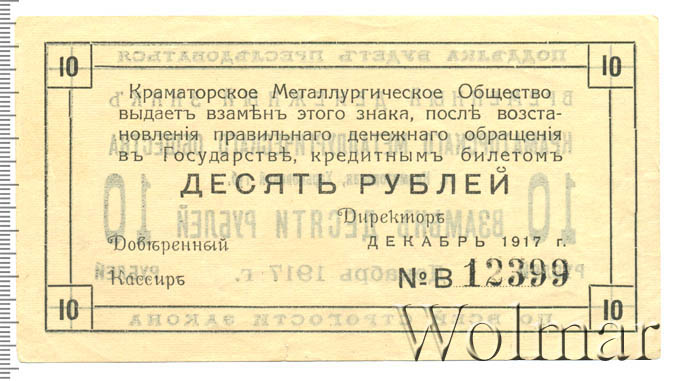 10 10
Краматорское Металлургическое Общество
выдаетъ взамѣнъ этого знака, послѣ возста-
новленія правильнаго денежнаго обращенія
въ Государствѣ, кредитнымъ билетомъ
ДЕСЯТЬ РУБЛЕЙ
Директоръ
Довѣренный ДЕКАБРЬ 1917 г.
Кассиръ № В 12399
10 10
Wolmar